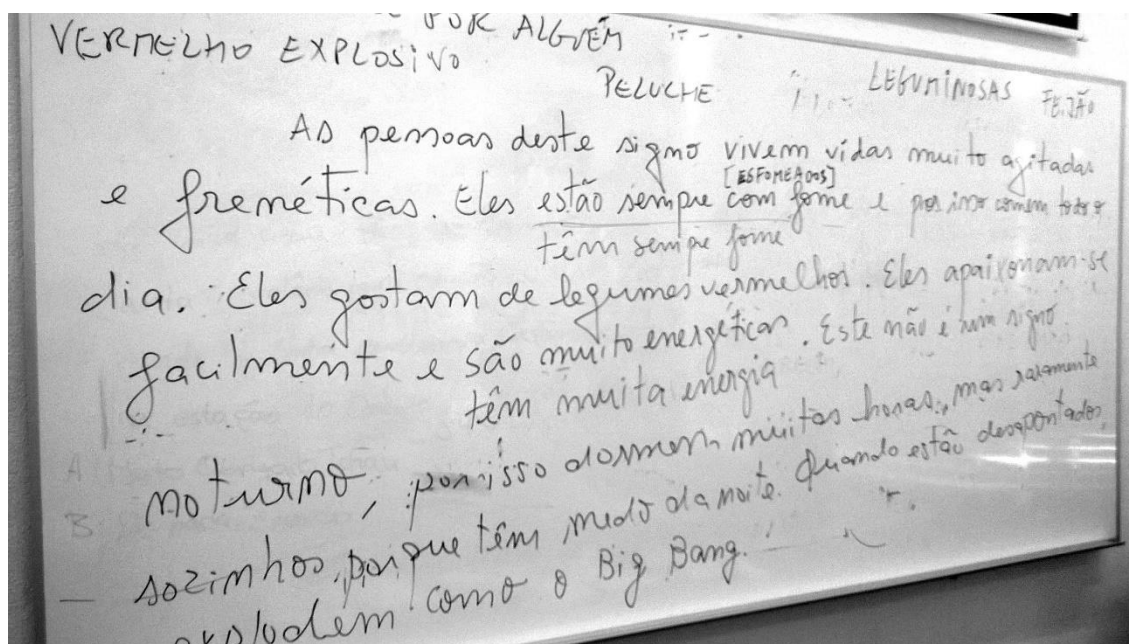 POR ALGUÉM
VERMELHO EXPLOSIVO
PELUCHE LEGUMINOSAS FEIJÃO
As pessoas deste signo vivem vidas muito agitadas
[ESFOMEADOS]
e frenéticas. Eles estão sempre com fome e por isso comem todo o
têm sempre fome
dia. Eles gostam de legumes vermelhos. Eles apaixonam-se
facilmente e são muito energéticas. Este não é um signo
têm muita energia
noturno, por isso dormem muitas horas, mas raramente
sozinhos, porque têm medo da noite. Quando estão desapontados,
explodem como o Big Bang.